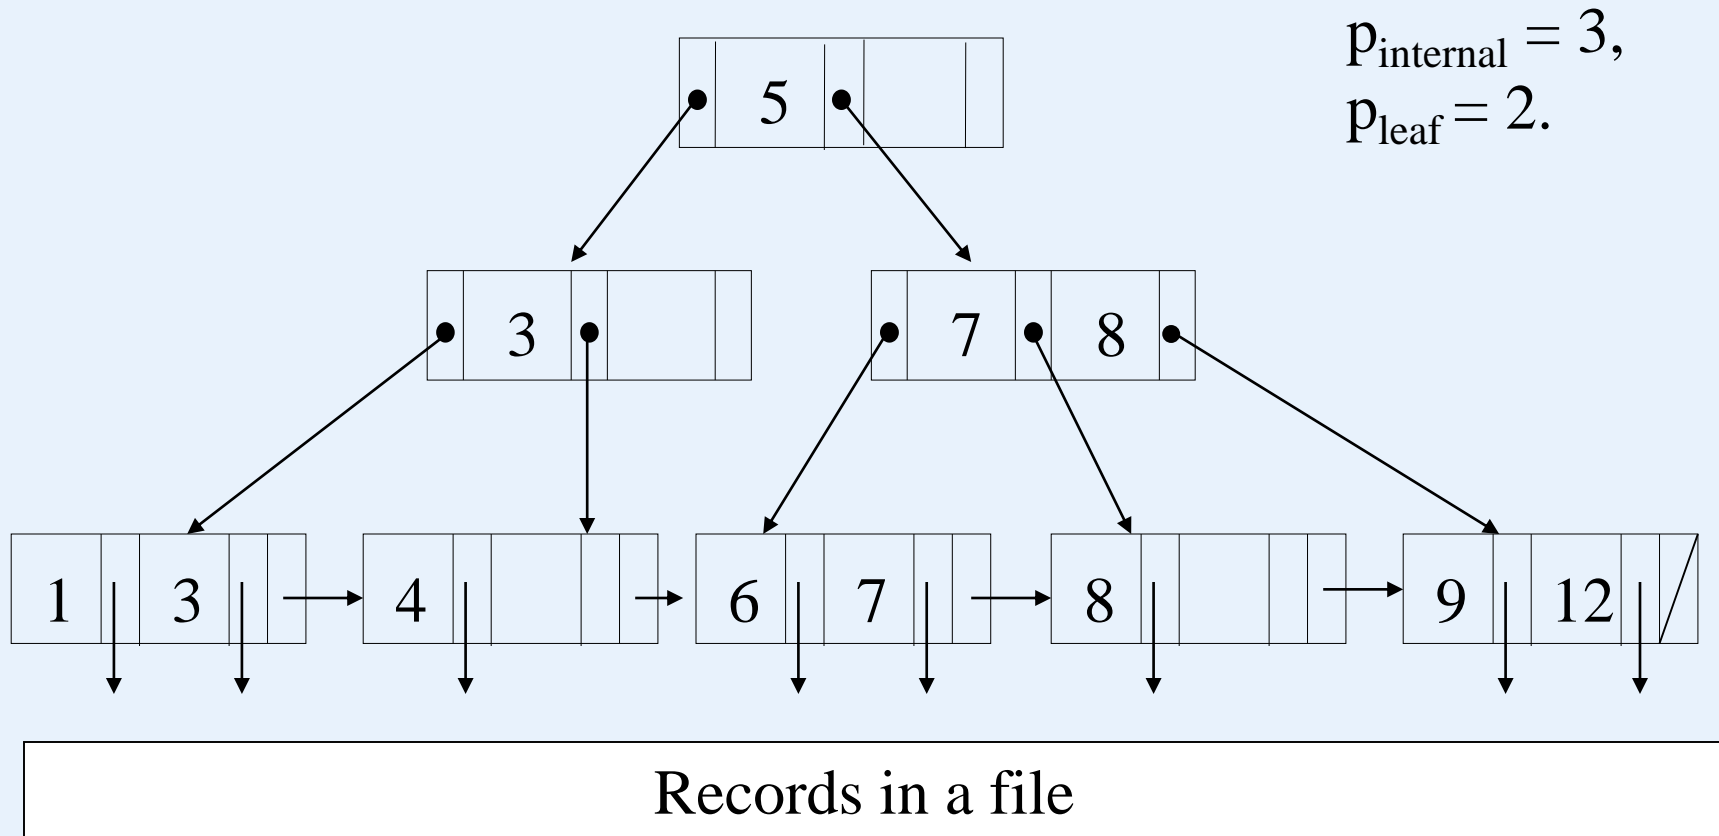 p_internal = 3,
p_leaf = 2.
5
3
7 8
1 3 4 6 7 8 9 12
Records in a file